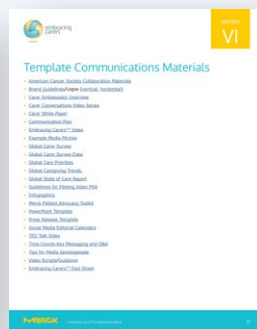 embracing
carers
Section
VI
Template Communications Materials
American Cancer Society Collaboration Materials
Brand Guidelines/Logos (vertical, horizontal)
Carer Ambassador Overview
Carer Conversations Video Series
Carer White Paper
Communication Plan
Embracing Carers™ Video
Example Media Pitches
Global Carer Survey
Global Carer Survey Data
Global Care Priorities
Global Caregiving Trends
Global State of Care Report
Guidelines for Filming Video PSA
Infographics
Merck Patient Advocacy Toolkit
PowerPoint Template
Press Release Template
Social Media Editorial Calendars
TED Talk Video
Time Counts Key Messaging and Q&A
Tips for Media Spokespeople
Video Scripts/Guidance
Embracing Carers™ Fact Sheet
MERCK